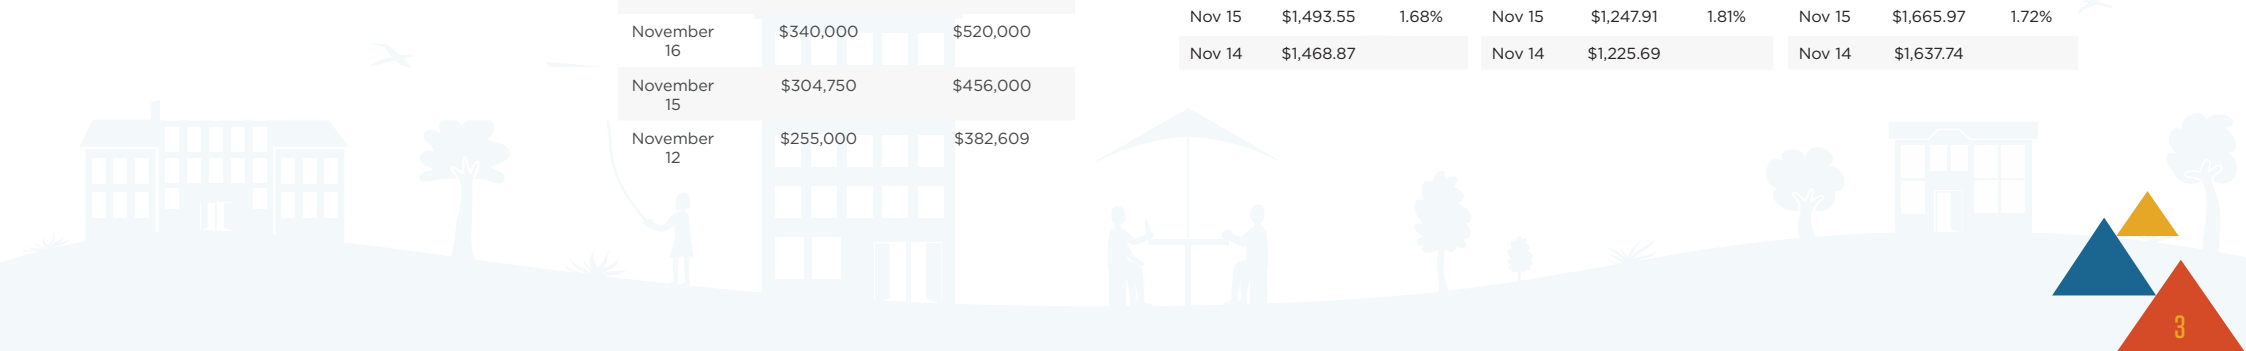 November $340,000 $520,000
16
November $304,750 $456,000
15
November $255,000 $382,609
12
Nov 15 $1,493.55 1.68% Nov 15 $1,247.91 1.81% Nov 15 $1,665.97 1.72%
Nov 14 $1,468.87 Nov 14 $1,225.69 Nov 14 $1,637.74
3